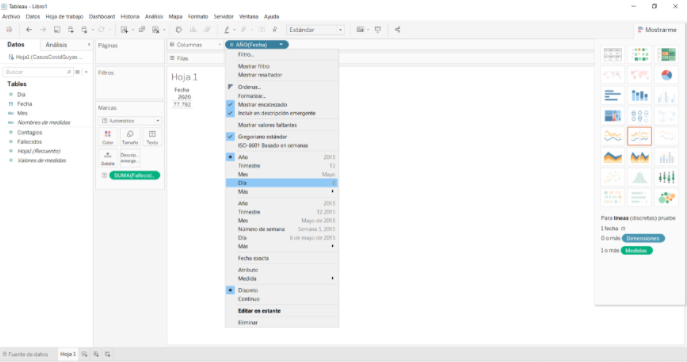 Tableau - Libro1
Archivo Datos Hoja de trabajo Dashboard Historia Análisis Mapa Formato Servidor Ventana Ayuda
Estándar
Mostrarme
Datos Análisis
Hoja1 (CasosCovidGuyas...
Buscar
Tables
Día
Fecha
Mes
Nombres de medidas
Contagios
Fallecidos
Hoja1 (Recuento)
Valores de medidas
Páginas
Filtros
Marcas
Automático
Color Tamaño Texto
Detalle
SUMA(Falleci...
Columnas AÑO(Fecha)
Filas
Hoja 1
Fecha
2020
77.792
Filtro...
Mostrar filtro
Mostrar resaltador
Ordenar...
Formatear...
Mostrar encabezado
Incluir en descripción emergente
Mostrar valores faltantes
Gregoriano estándar
ISO-8601 Basado en semanas
Año 2015
Trimestre
Mes Mayo
Día
Más
Año 2015
Trimestre T2 2015
Mes Mayo de 2015
Número de semana Semana 5, 2015
Día 8 de mayo de 2015
Más
Fecha exacta
Atributo
Medida
Discreto
Continuo
Editar en estante
Eliminar
Para líneas (discretas) pruebe
1 fecha
0 o más Dimensiones
1 o más Medidas
Fuente de datos Hoja 1